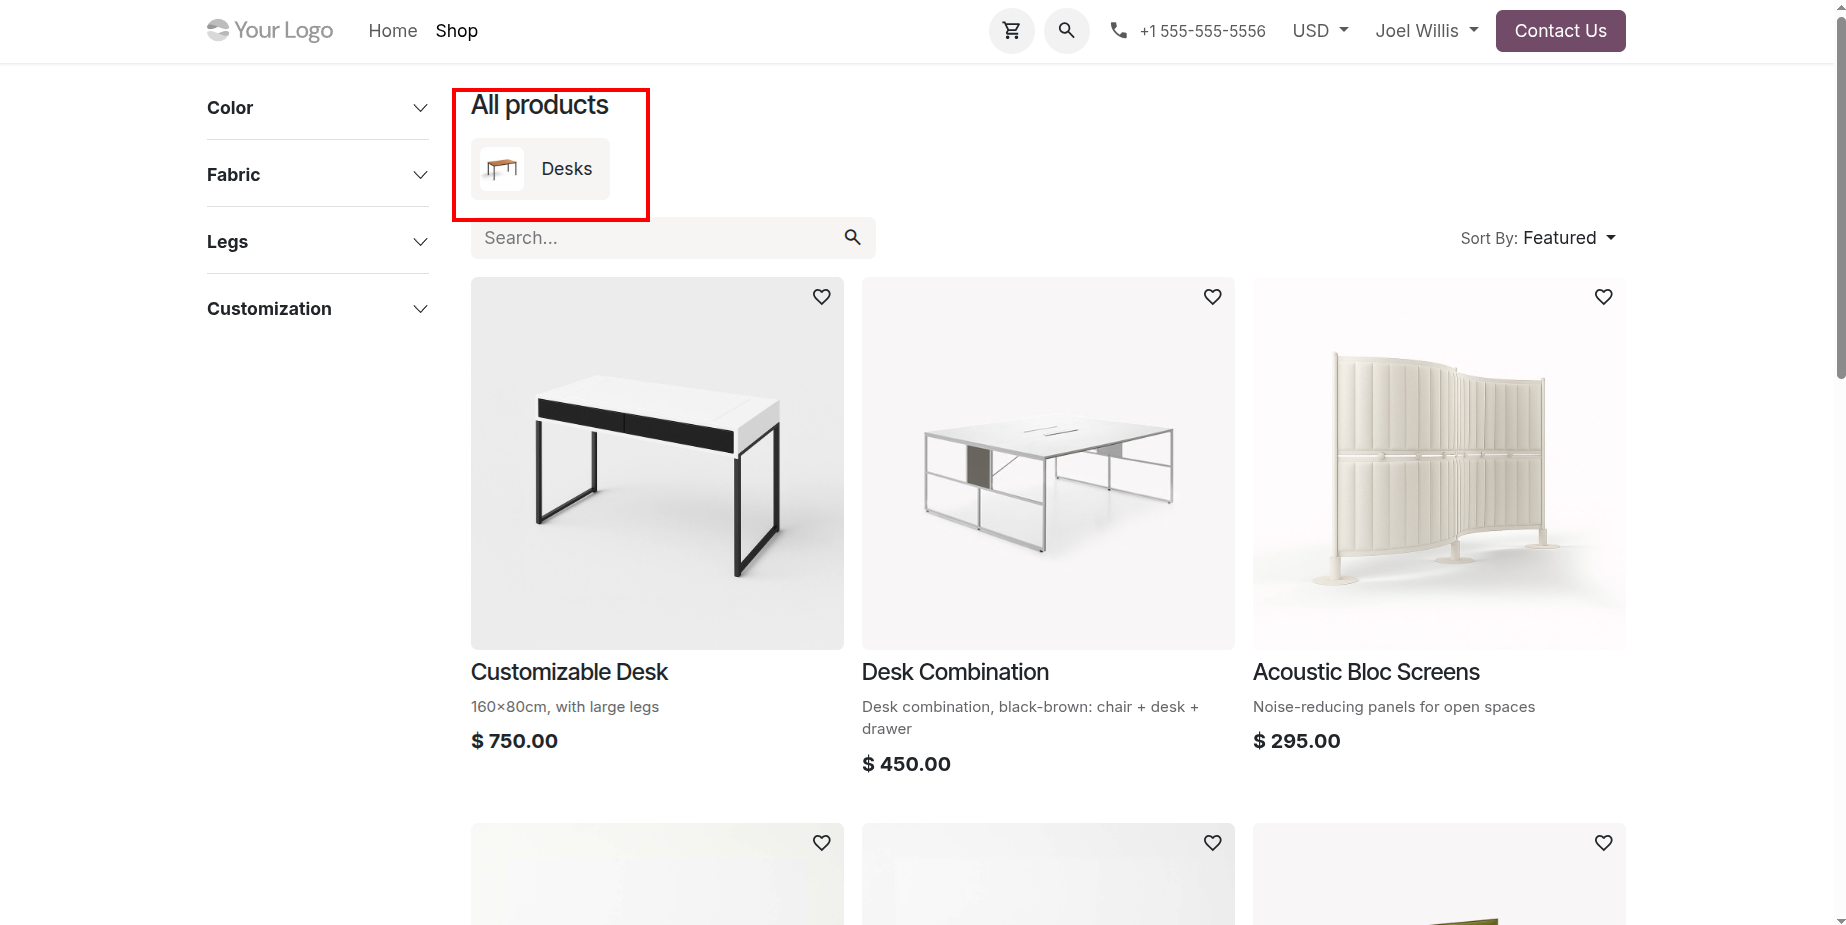 Your Logo
Home
Shop
+1 555-555-5556
USD
Joel Willis
Contact Us
Color
Fabric
Legs
Customization
All products
Desks
Search...
Sort By: Featured
Customizable Desk
160×80cm, with large legs
$ 750.00
Desk Combination
Desk combination, black-brown: chair + desk +
drawer
$ 450.00
Acoustic Bloc Screens
Noise-reducing panels for open spaces
$ 295.00